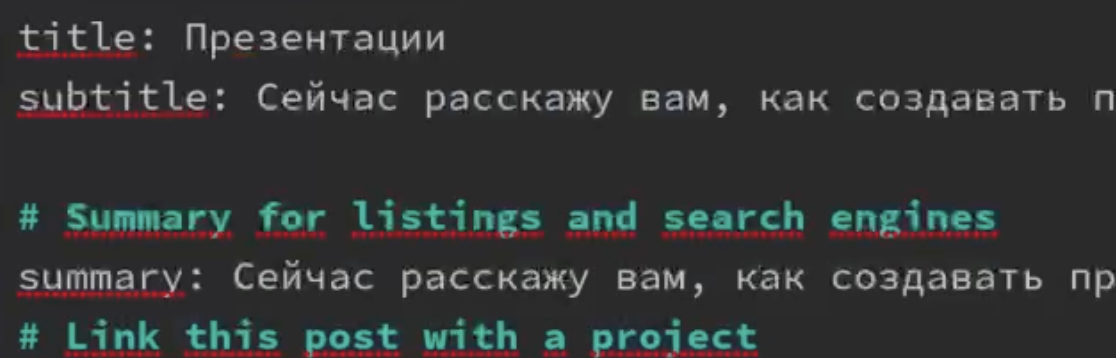 title: Презентации
subtitle: Сейчас расскажу вам, как создавать п
# Summary for listings and search engines
summary: Сейчас расскажу вам, как создавать пр
# Link this post with a project